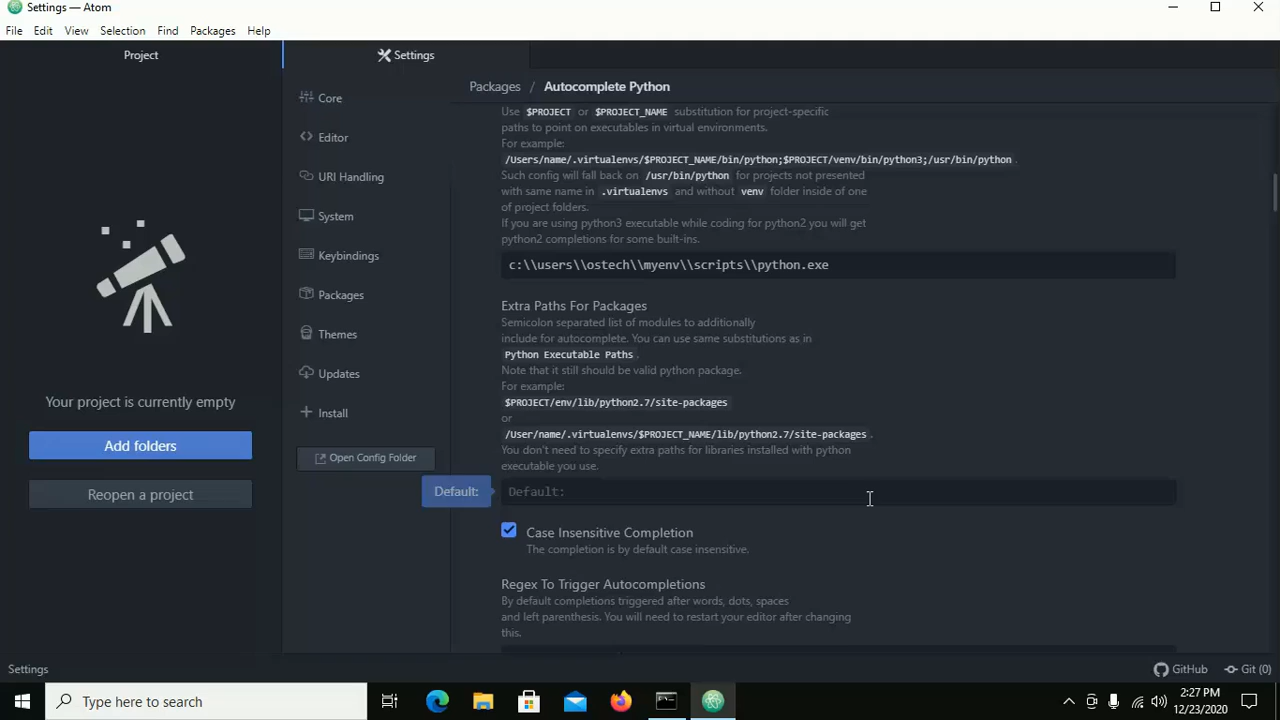 Settings — Atom
File Edit View Selection Find Packages Help
Project
Settings
Core
Editor
URI Handling
System
Keybindings
Packages
Themes
Updates
Install
Open Config Folder
Your project is currently empty
Add folders
Reopen a project
Packages / Autocomplete Python
Use $PROJECT or $PROJECT_NAME substitution for project-specific
paths to point on executables in virtual environments.
For example:
/Users/name/.virtualenvs/$PROJECT_NAME/bin/python;$PROJECT/venv/bin/python3;/usr/bin/python .
Such config will fall back on /usr/bin/python for projects not presented
with same name in .virtualenvs and without venv folder inside of one
of project folders.
If you are using python3 executable while coding for python2 you will get
python2 completions for some built-ins.
c:\\users\\ostech\\myenv\\scripts\\python.exe
Extra Paths For Packages
Semicolon separated list of modules to additionally
include for autocomplete. You can use same substitutions as in
Python Executable Paths .
Note that it still should be valid python package.
For example:
$PROJECT/env/lib/python2.7/site-packages
or
/User/name/.virtualenvs/$PROJECT_NAME/lib/python2.7/site-packages .
You don't need to specify extra paths for libraries installed with python
executable you use.
Default:
Default:
Case Insensitive Completion
The completion is by default case insensitive.
Regex To Trigger Autocompletions
By default completions triggered after words, dots, spaces
and left parenthesis. You will need to restart your editor after changing
this.
Settings
GitHub
Git (0)
Type here to search
2:27 PM
12/23/2020